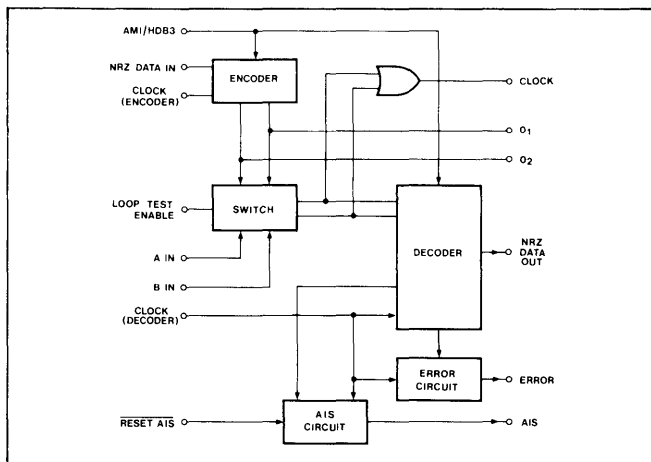 AMI/HDB3
NRZ DATA IN
ENCODER
CLOCK
CLOCK
(ENCODER)
O1
O2
LOOP TEST
ENABLE
SWITCH
A IN
DECODER
NRZ
DATA
OUT
B IN
CLOCK
(DECODER)
ERROR
CIRCUIT
ERROR
RESET AIS
AIS
CIRCUIT
AIS